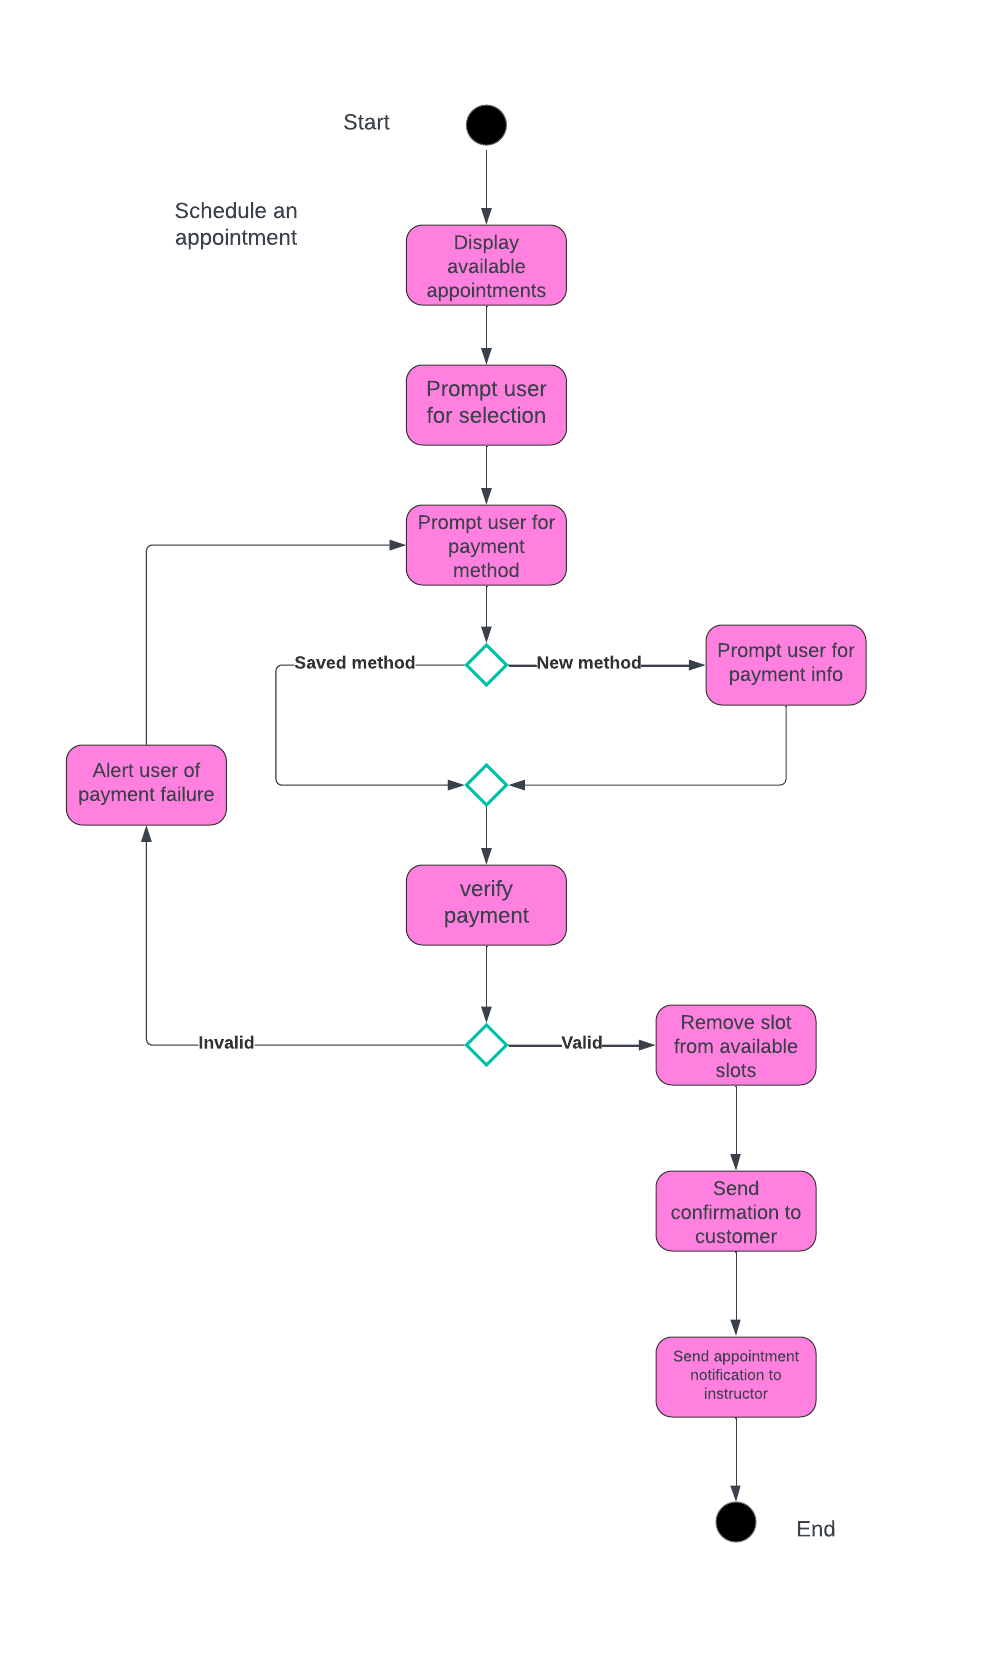 Start
Schedule an
appointment
Display
available
appointments
Prompt user
for selection
Prompt user for
payment
method
Saved method
New method
Prompt user for
payment info
Alert user of
payment failure
verify
payment
Invalid
Valid
Remove slot
from available
slots
Send
confirmation to
customer
Send appointment
notification to
instructor
End